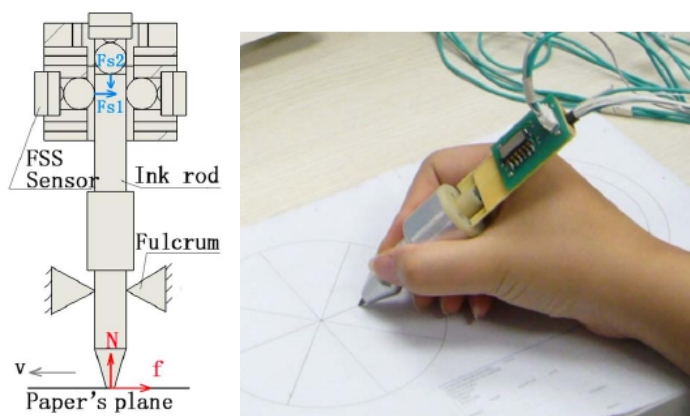 Fs2
Fs1
FSS
Sensor
Ink rod
Fulcrum
N
v
f
Paper's plane